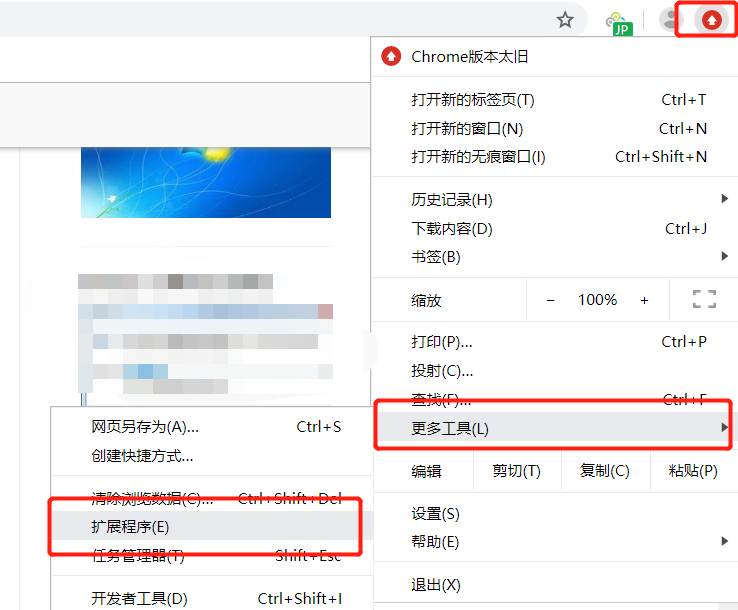 JP
Chrome版本太旧
打开新的标签页(T) Ctrl+T
打开新的窗口(N) Ctrl+N
打开新的无痕窗口(I) Ctrl+Shift+N
历史记录(H)
下载内容(D) Ctrl+J
书签(B)
缩放 − 100% +
打印(P)... Ctrl+P
投射(C)...
查找(F)... Ctrl+F
更多工具(L)
编辑 剪切(T) 复制(C) 粘贴(P)
设置(S)
帮助(E)
退出(X)
网页另存为(A)... Ctrl+S
创建快捷方式...
清除浏览数据(C)... Ctrl+Shift+Del
扩展程序(E)
任务管理器(T) Shift+Esc
开发者工具(D) Ctrl+Shift+I